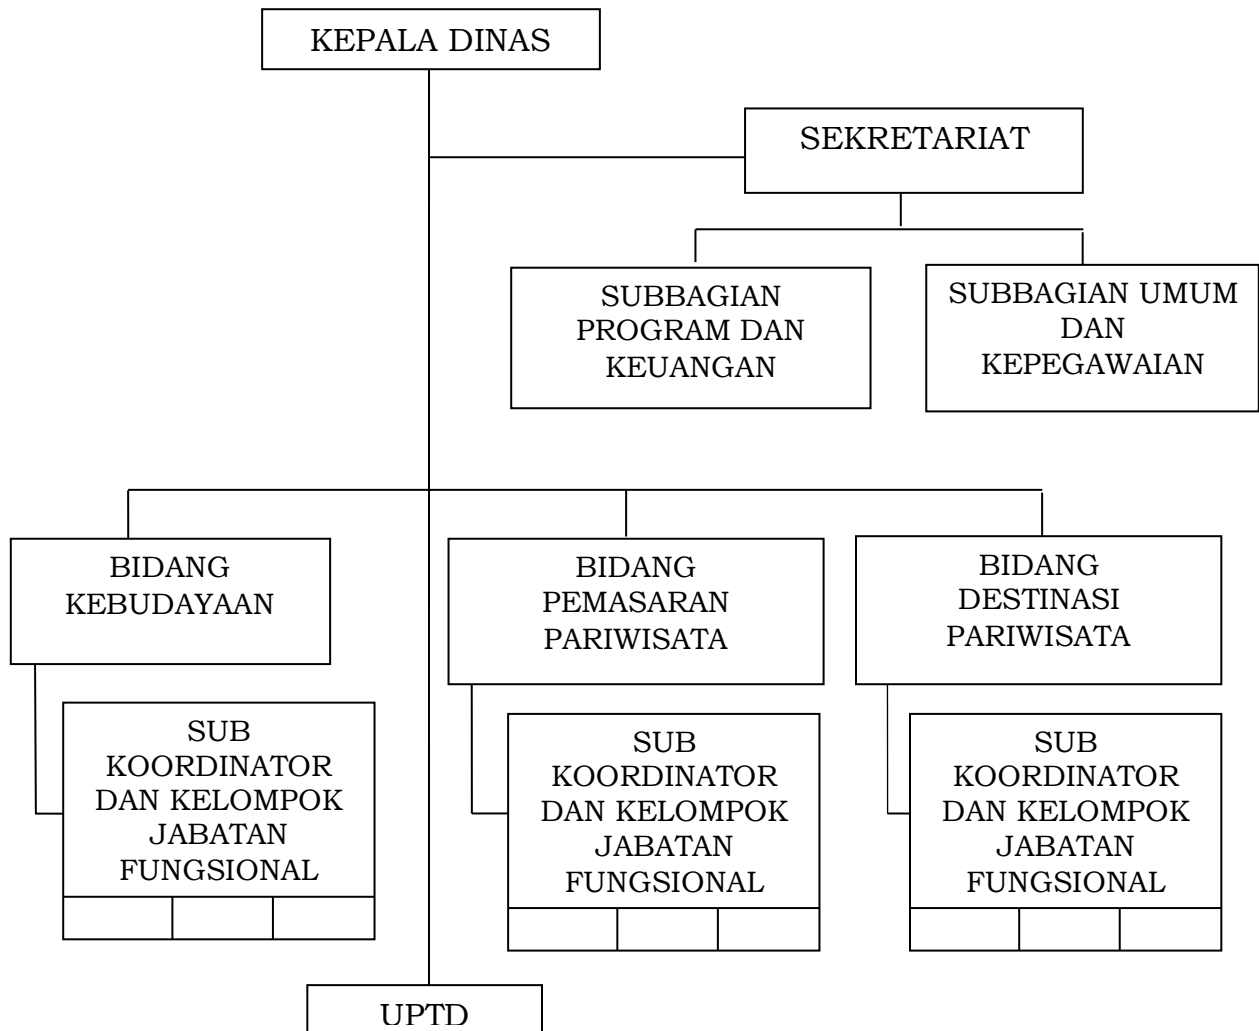 KEPALA DINAS
SEKRETARIAT
SUBBAGIAN
PROGRAM DAN
KEUANGAN
SUBBAGIAN UMUM
DAN
KEPEGAWAIAN
BIDANG
KEBUDAYAAN
BIDANG
PEMASARAN
PARIWISATA
BIDANG
DESTINASI
PARIWISATA
SUB
KOORDINATOR
DAN KELOMPOK
JABATAN
FUNGSIONAL
SUB
KOORDINATOR
DAN KELOMPOK
JABATAN
FUNGSIONAL
SUB
KOORDINATOR
DAN KELOMPOK
JABATAN
FUNGSIONAL
UPTD